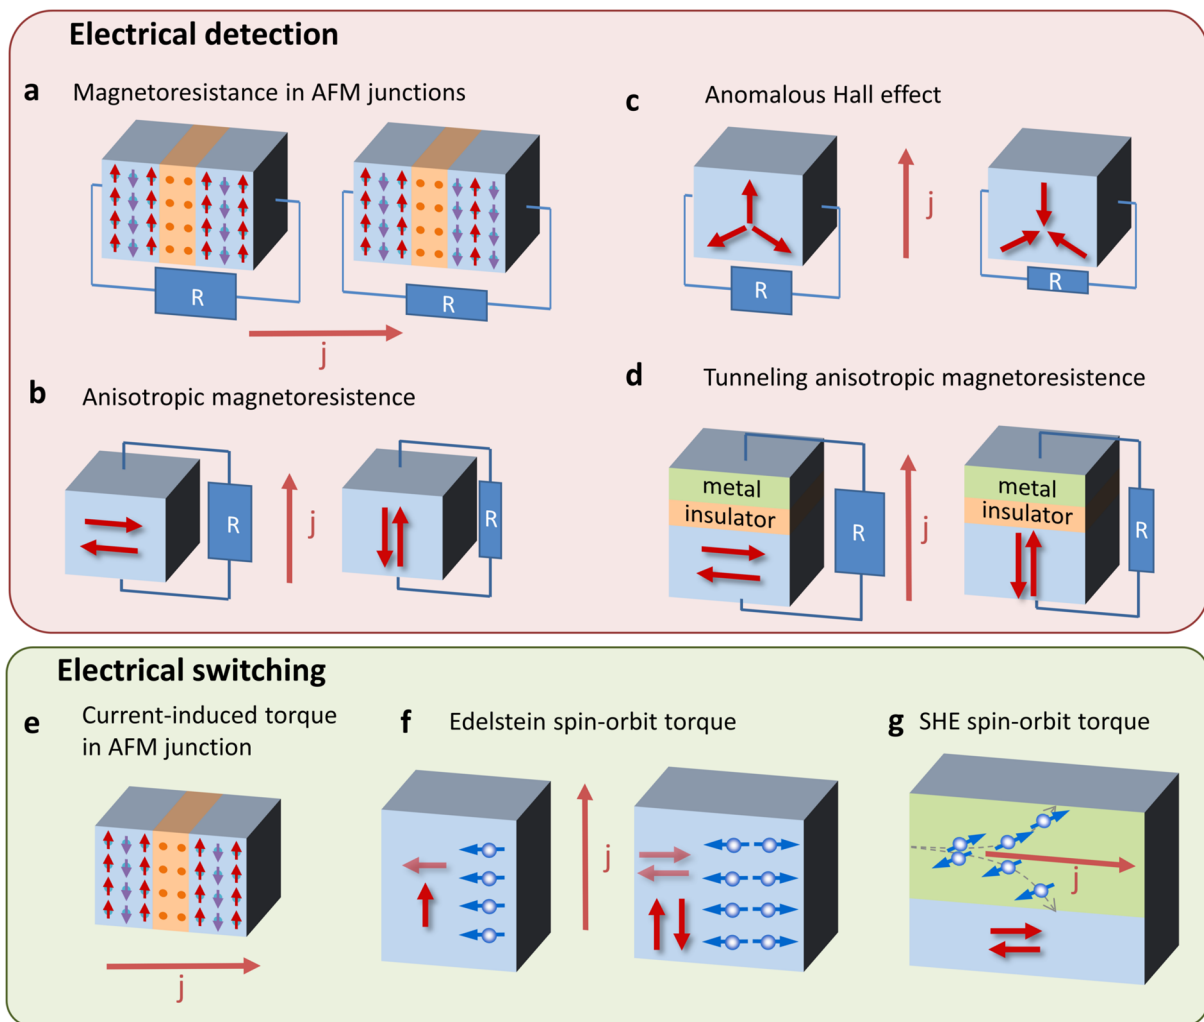 Electrical detection
a Magnetoresistance in AFM junctions
R
R
j
c Anomalous Hall effect
R
j
R
b Anisotropic magnetoresistence
R
j
R
d Tunneling anisotropic magnetoresistence
metal
insulator
R
j
metal
insulator
R
Electrical switching
e Current-induced torque
in AFM junction
j
f Edelstein spin-orbit torque
j
g SHE spin-orbit torque
j